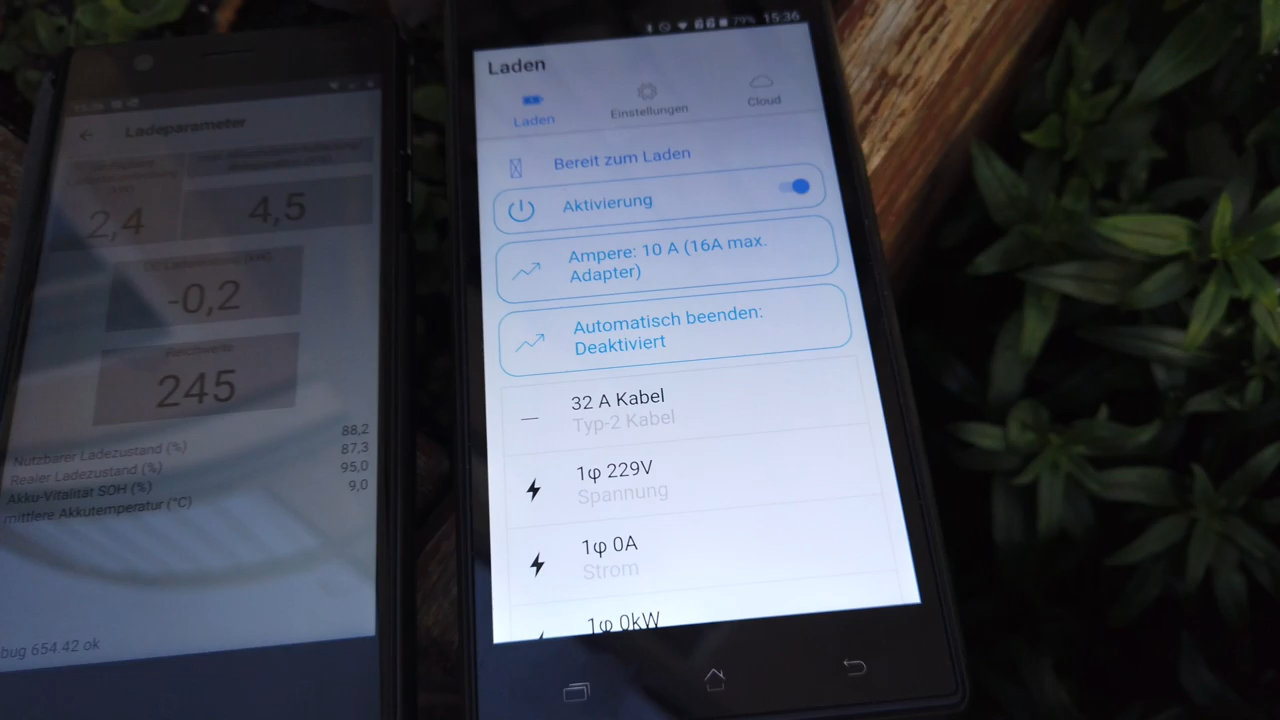 Ladeparameter
2,4
4,5
-0,2
Reichweite
245
Nutzbarer Ladezustand (%) 88,2
Realer Ladezustand (%) 87,3
Akku-Vitalität SOH (%) 95,0
mittlere Akkutemperatur (°C) 9,0
bug 654.42 ok
79% 15:36
Laden
Laden
Einstellungen
Cloud
Bereit zum Laden
Aktivierung
Ampere: 10 A (16A max.
Adapter)
Automatisch beenden:
Deaktiviert
32 A Kabel
Typ-2 Kabel
1φ 229V
Spannung
1φ 0A
Strom
1φ 0kW